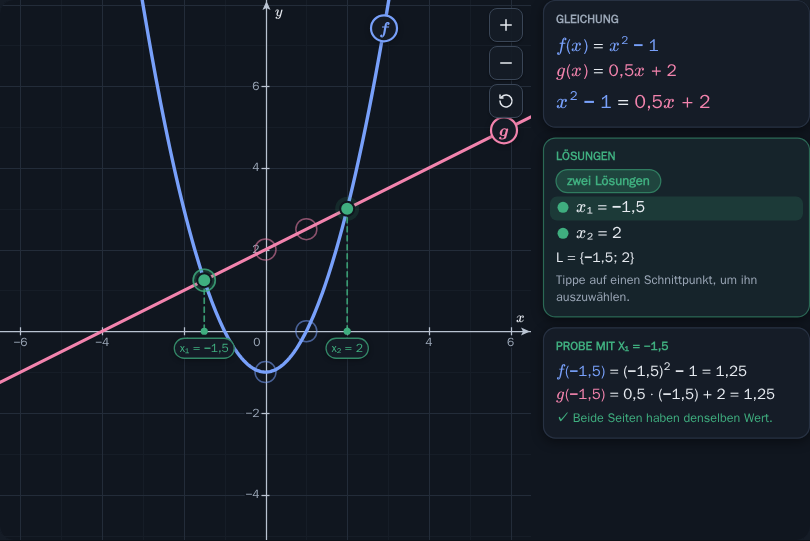 y
f
+
−
g
6
4
2
x
−6
−4
0
4
6
x₁ = −1,5
x₂ = 2
−2
−4
GLEICHUNG
f(x) = x² − 1
g(x) = 0,5x + 2
x² − 1 = 0,5x + 2
LÖSUNGEN
zwei Lösungen
x₁ = −1,5
x₂ = 2
L = {−1,5; 2}
Tippe auf einen Schnittpunkt, um ihn
auszuwählen.
PROBE MIT X₁ = −1,5
f(−1,5) = (−1,5)² − 1 = 1,25
g(−1,5) = 0,5 · (−1,5) + 2 = 1,25
✓ Beide Seiten haben denselben Wert.